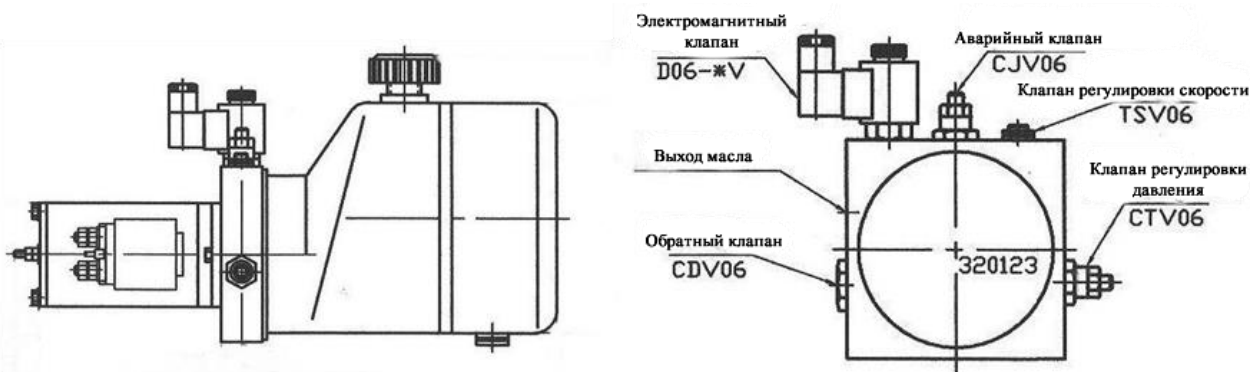 Электромагнитный
клапан
D06-*V
Аварийный клапан
CJV06
Клапан регулировки скорости
TSV06
Выход масла
Клапан регулировки
давления
CTV06
Обратный клапан
CDV06
320123